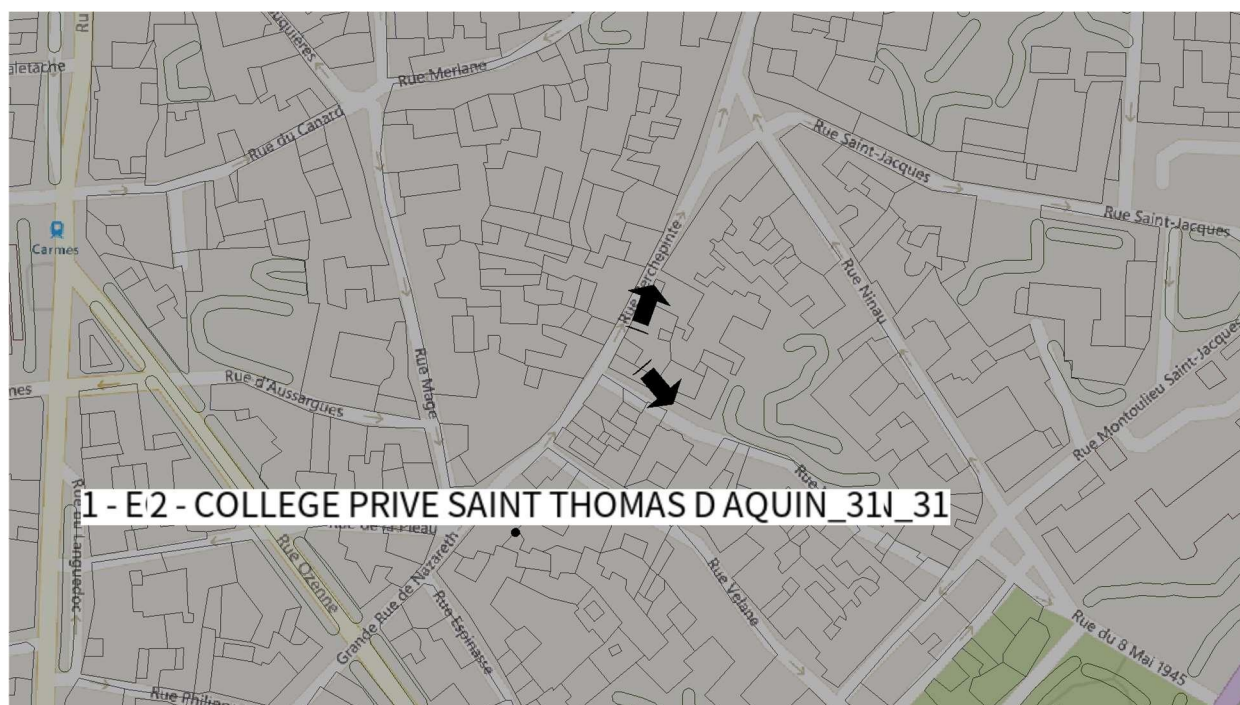 Rue Merlane
Rue du Canard
Rue Saint-Jacques
Rue Saint-Jacques
Carmes
Rue Ninau
Rue Mage
Rue d'Aussargues
Rue Montoulieu Saint-Jacques
1 - E
2 - COLLEGE PRIVE SAINT THOMAS D AQUIN_31
_31
Rue du Languedoc
Rue Ozenne
Grande Rue de Nazareth
Rue Espinasse
Rue Velane
Rue du 8 Mai 1945